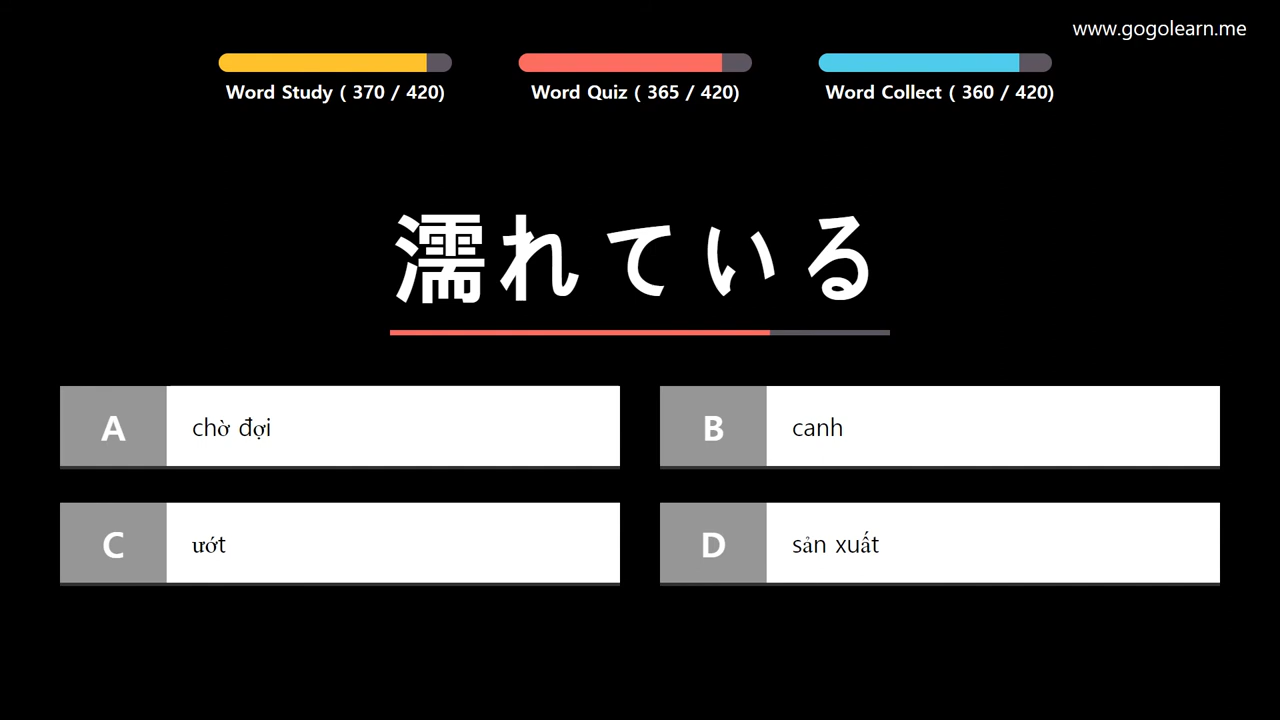 www.gogolearn.me
Word Study ( 370 / 420)
Word Quiz ( 365 / 420)
Word Collect ( 360 / 420)
濡れている
A chờ đợi
B canh
C ướt
D sản xuất